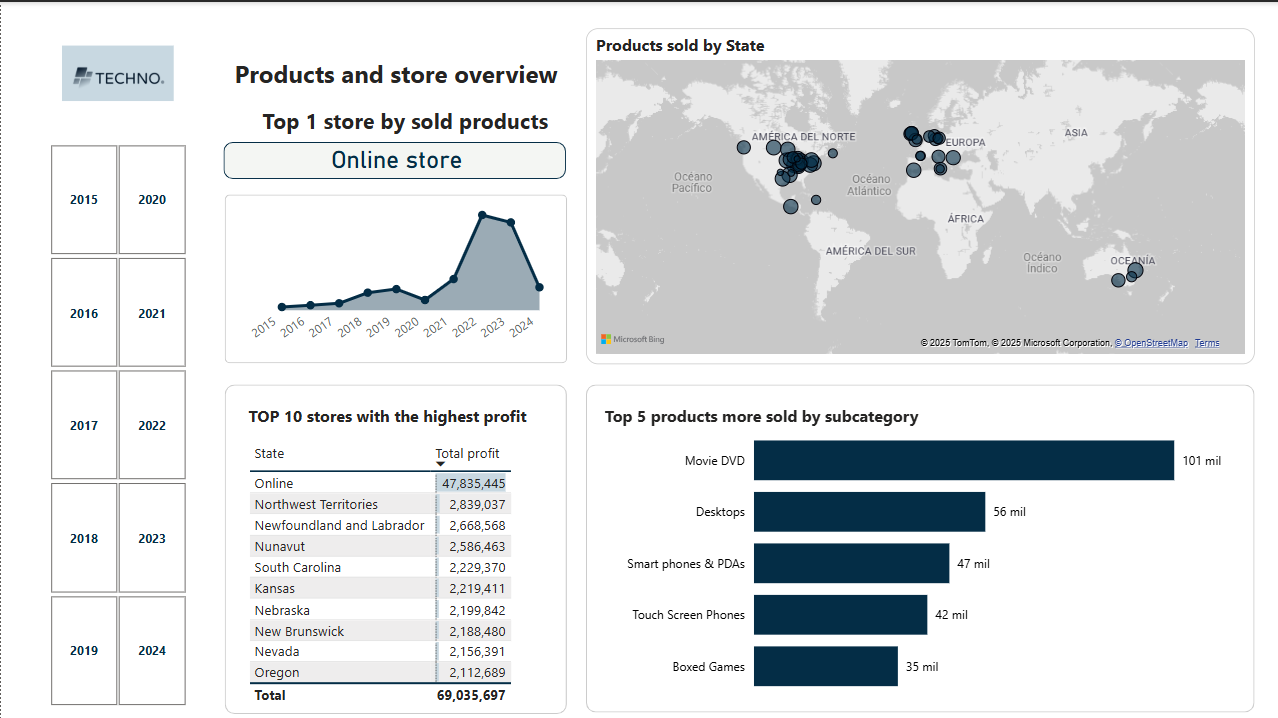 TECHNO.
Products and store overview
Top 1 store by sold products
Online store
2015
2020
2016
2021
2017
2022
2018
2023
2019
2024
2015
2016
2017
2018
2019
2020
2021
2022
2023
2024
Products sold by State
AMÉRICA DEL NORTE
EUROPA
ASIA
Océano
Pacífico
Océano
Atlántico
ÁFRICA
AMÉRICA DEL SUR
Océano
Índico
OCEANÍA
Microsoft Bing
© 2025 TomTom, © 2025 Microsoft Corporation, © OpenStreetMap Terms
TOP 10 stores with the highest profit
State Total profit
Online 47,835,445
Northwest Territories 2,839,037
Newfoundland and Labrador 2,668,568
Nunavut 2,586,463
South Carolina 2,229,370
Kansas 2,219,411
Nebraska 2,199,842
New Brunswick 2,188,480
Nevada 2,156,391
Oregon 2,112,689
Total 69,035,697
Top 5 products more sold by subcategory
Movie DVD 101 mil
Desktops 56 mil
Smart phones & PDAs 47 mil
Touch Screen Phones 42 mil
Boxed Games 35 mil